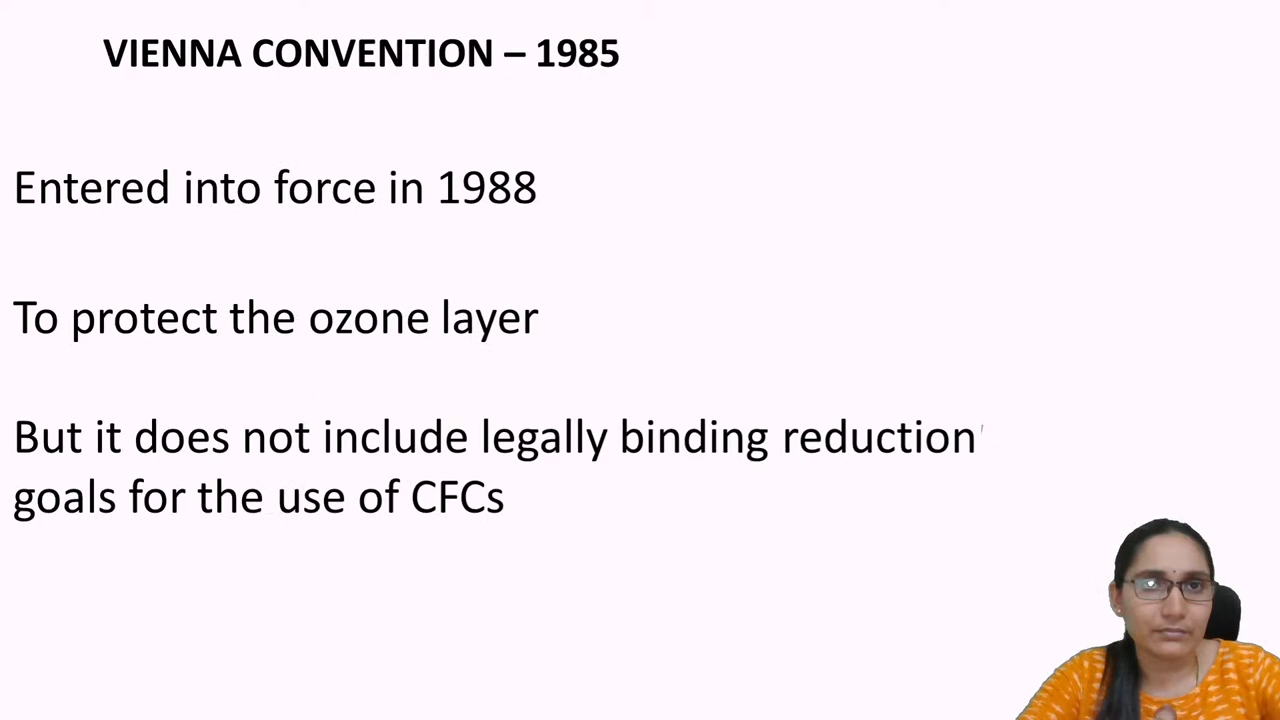 VIENNA CONVENTION – 1985
Entered into force in 1988
To protect the ozone layer
But it does not include legally binding reduction
goals for the use of CFCs